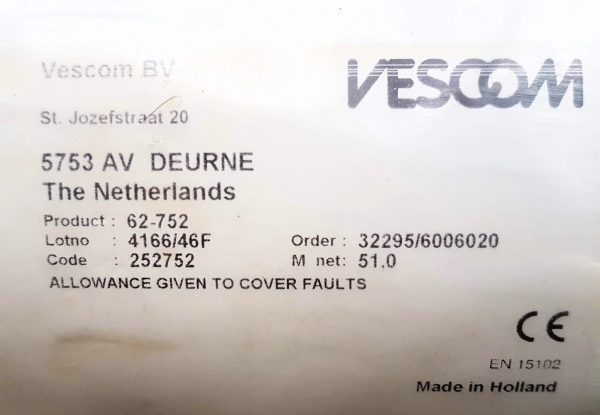 Vescom BV
VESCOM
St. Jozefstraat 20
5753 AV DEURNE
The Netherlands
Product : 62-752
Lotno : 4166/46F Order : 32295/6006020
Code : 252752 M net: 51,0
ALLOWANCE GIVEN TO COVER FAULTS
CE
EN 15102
Made in Holland